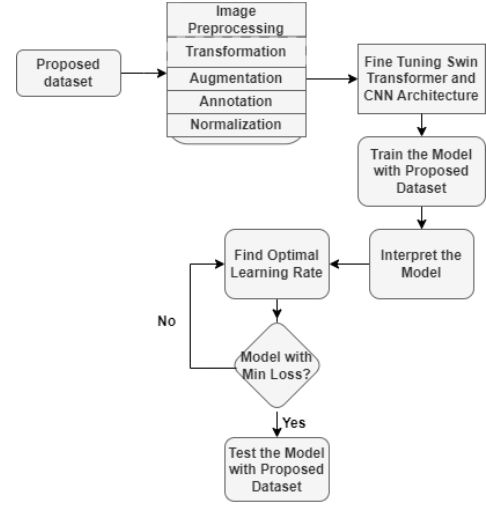 Image
Preprocessing
Transformation
Augmentation
Annotation
Normalization
Proposed
dataset
Fine Tuning Swin
Transformer and
CNN Architecture
Train the Model
with Proposed
Dataset
Interpret the
Model
Find Optimal
Learning Rate
No
Model with
Min Loss?
Yes
Test the Model
with Proposed
Dataset